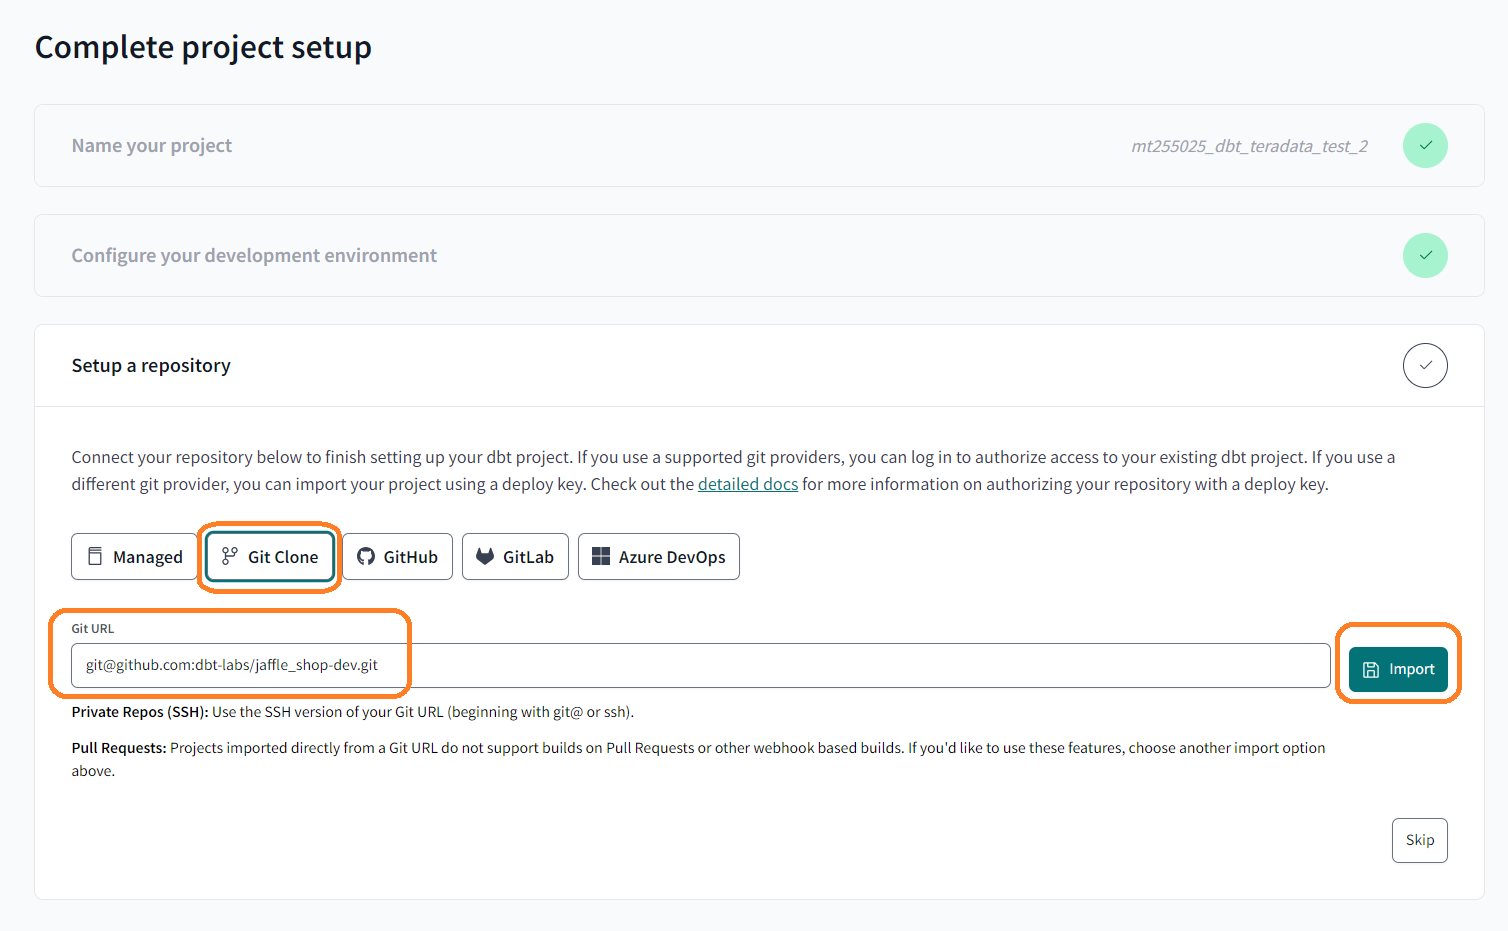 Complete project setup
Name your project
mt255025_dbt_teradata_test_2
Configure your development environment
Setup a repository
Connect your repository below to finish setting up your dbt project. If you use a supported git providers, you can log in to authorize access to your existing dbt project. If you use a
different git provider, you can import your project using a deploy key. Check out the detailed docs for more information on authorizing your repository with a deploy key.
Managed
Git Clone
GitHub
GitLab
Azure DevOps
Git URL
git@github.com:dbt-labs/jaffle_shop-dev.git
Import
Private Repos (SSH): Use the SSH version of your Git URL (beginning with git@ or ssh).
Pull Requests: Projects imported directly from a Git URL do not support builds on Pull Requests or other webhook based builds. If you'd like to use these features, choose another import option
above.
Skip